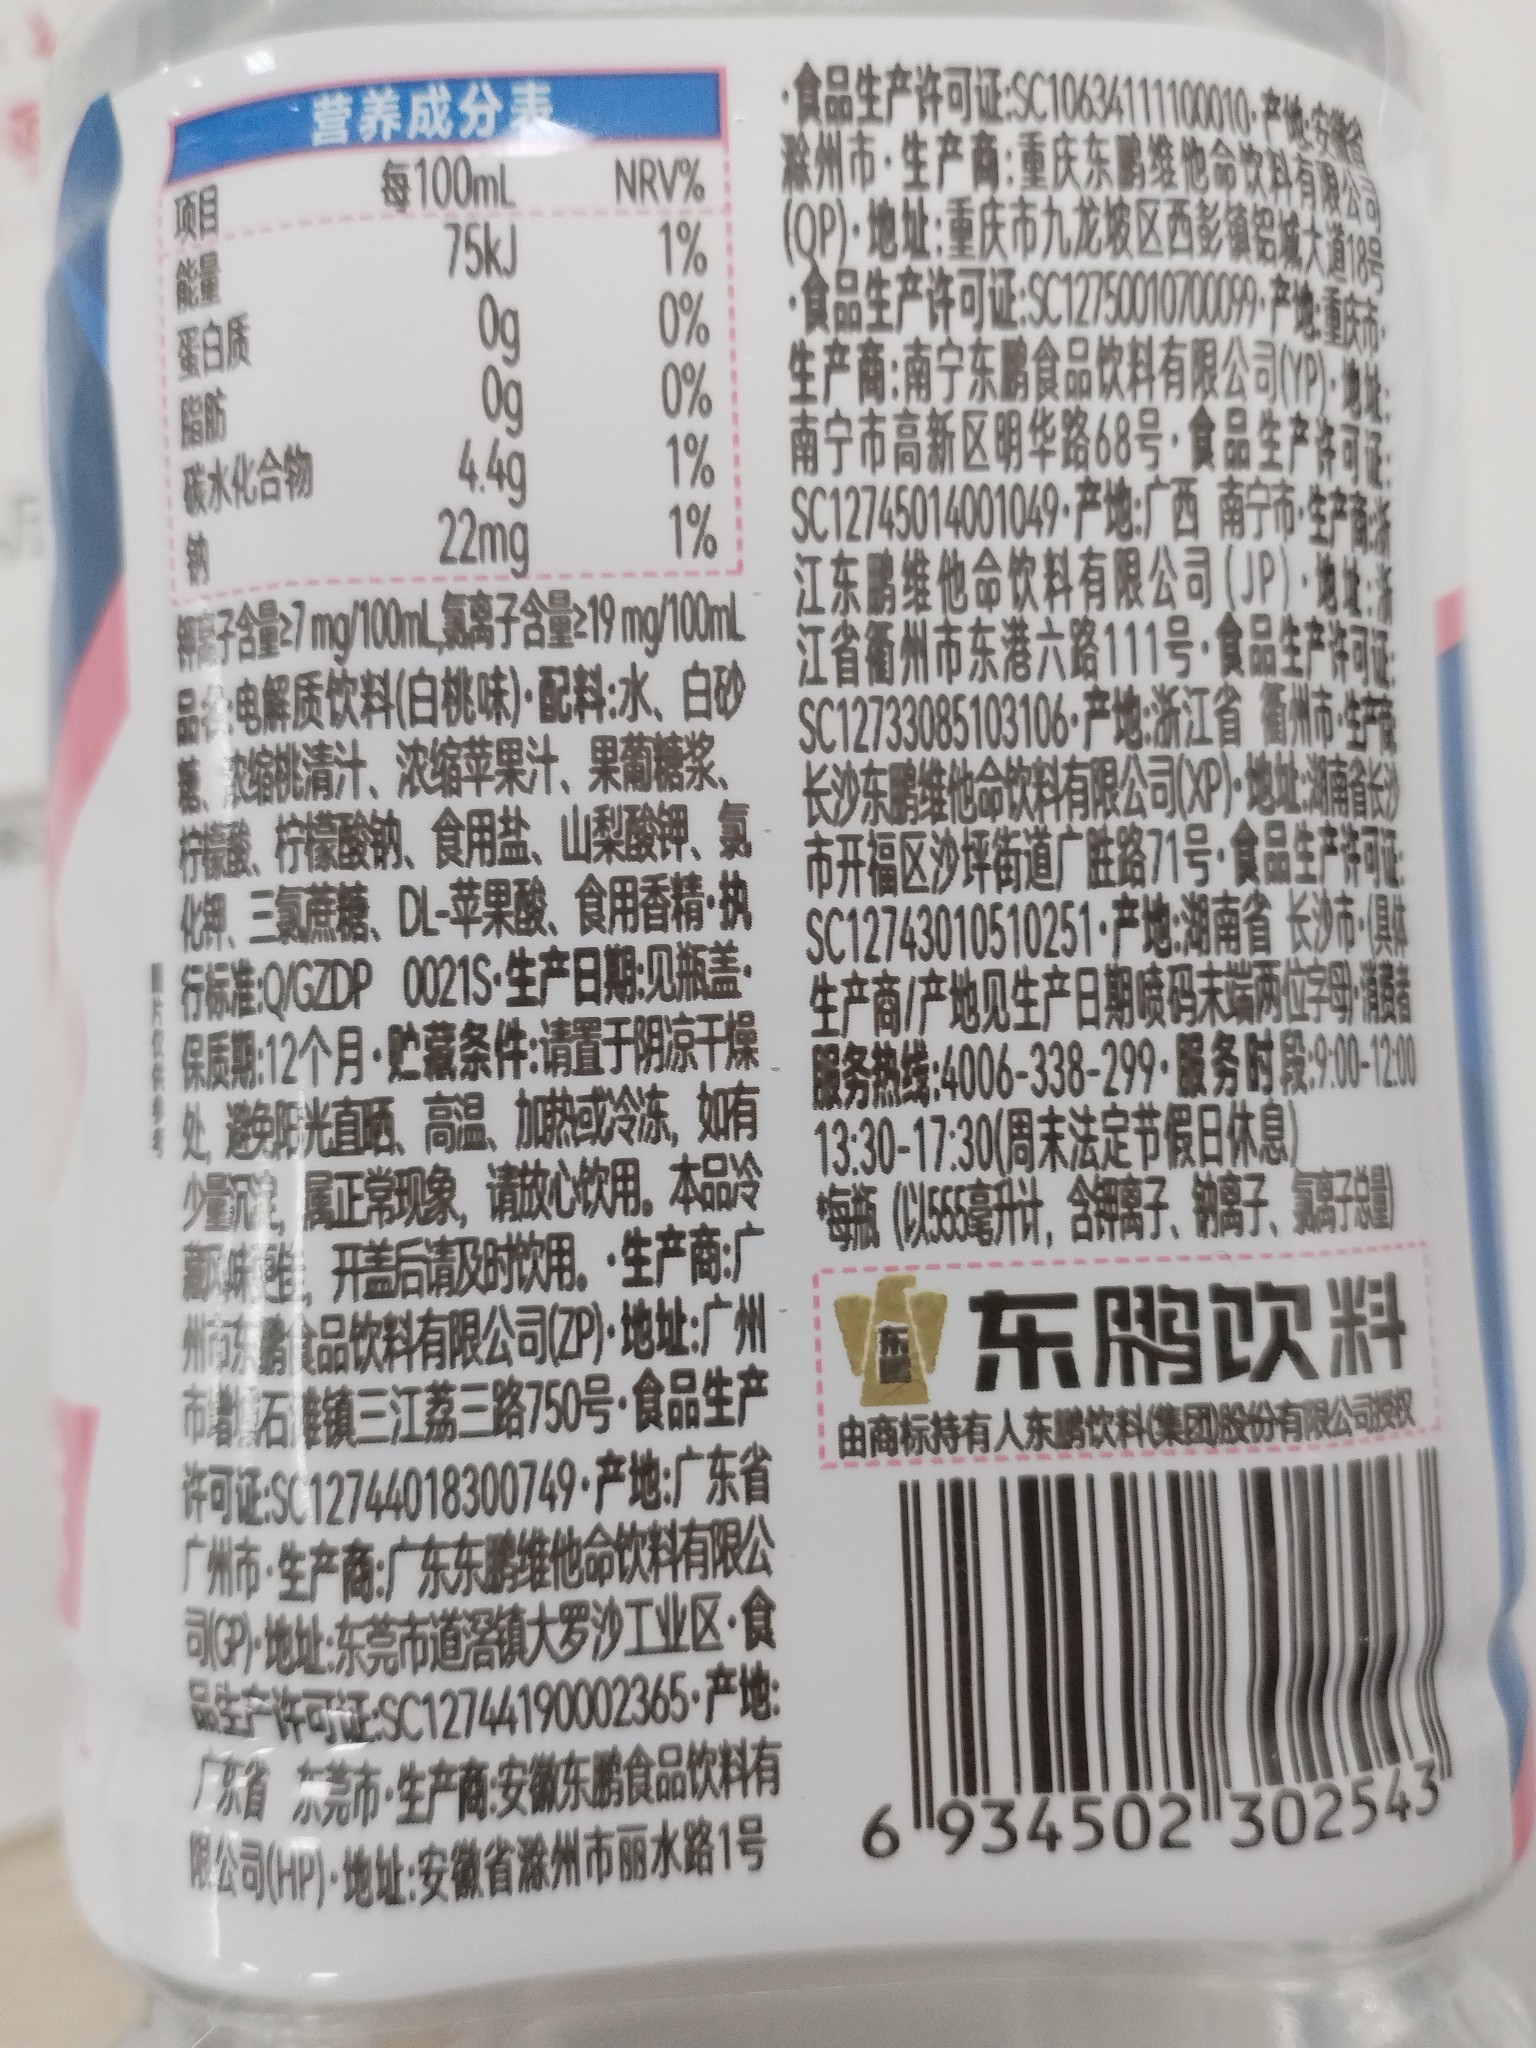 营养成分表
项目 每100mL NRV%
能量 75kJ 1%
蛋白质 0g 0%
脂肪 0g 0%
碳水化合物 4.4g 1%
钠 22mg 1%
钾离子含量≥7mg/100mL,氯离子含量≥19mg/100mL
品名:电解质饮料(白桃味)·配料:水、白砂
糖、浓缩桃清汁、浓缩苹果汁、果葡糖浆、
柠檬酸、柠檬酸钠、食用盐、山梨酸钾、氯
化钾、三氯蔗糖、DL-苹果酸、食用香精·执
行标准:Q/GZDP 0021S·生产日期:见瓶盖·
保质期:12个月·贮藏条件:请置于阴凉干燥
处,避免阳光直晒、高温、加热或冷冻,如有
少量沉淀,属正常现象,请放心饮用。本品冷
藏风味更佳,开盖后请及时饮用。·生产商:广
州市东鹏食品饮料有限公司(ZP)·地址:广州
市增城石滩镇三江荔三路750号·食品生产
许可证:SC12744018300749·产地:广东省
广州市·生产商:广东东鹏维他命饮料有限公
司(GP)·地址:东莞市道滘镇大罗沙工业区·食
品生产许可证:SC12744190002365·产地:
广东省 东莞市·生产商:安徽东鹏食品饮料有
限公司(HP)·地址:安徽省滁州市丽水路1号
图片仅供参考
·食品生产许可证:SC10634111100010·产地:安徽省
滁州市·生产商:重庆东鹏维他命饮料有限公司
(QP)·地址:重庆市九龙坡区西彭镇铝城大道18号
·食品生产许可证:SC12750010700099·产地:重庆市·
生产商:南宁东鹏食品饮料有限公司(YP)·地址:
南宁市高新区明华路68号·食品生产许可证:
SC12745014001049·产地:广西 南宁市·生产商:浙
江东鹏维他命饮料有限公司(JP)·地址:浙
江省衢州市东港六路111号·食品生产许可证:
SC12733085103106·产地:浙江省 衢州市·生产商
长沙东鹏维他命饮料有限公司(XP)·地址:湖南省长沙
市开福区沙坪街道广胜路71号·食品生产许可证:
SC12743010510251·产地:湖南省 长沙市·(具体
生产商/产地见生产日期喷码末端两位字母)·消费者
服务热线:4006-338-299·服务时段:9:00-12:00
13:30-17:30(周末法定节假日休息)
*每瓶(以555毫升计,含钾离子、钠离子、氯离子总量)
东鹏
东鹏饮料
由商标持有人东鹏饮料(集团)股份有限公司授权
6 934502 302543